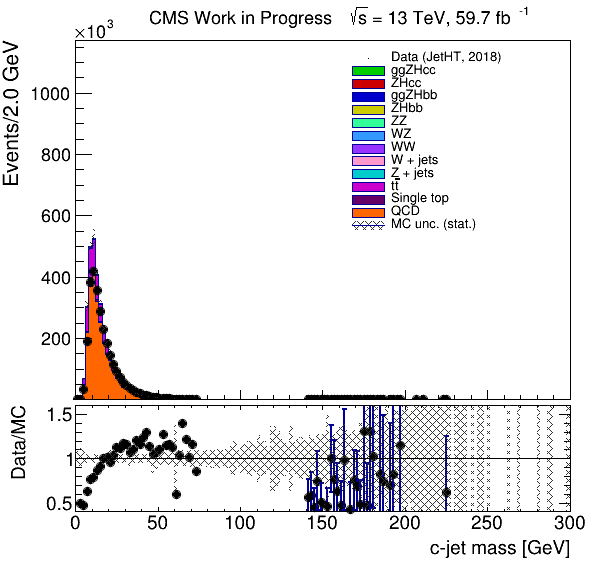 CMS Work in Progress √s = 13 TeV, 59.7 fb -1
×10 3
Events/2.0 GeV
1000
800
600
400
200
Data (JetHT, 2018)
ggZHcc
ZHcc
ggZHbb
ZHbb
ZZ
WZ
WW
W + jets
Z + jets
tt̅
Single top
QCD
MC unc. (stat.)
Data/MC
1.5
1
0.5
0 50 100 150 200 250 300
c-jet mass [GeV]